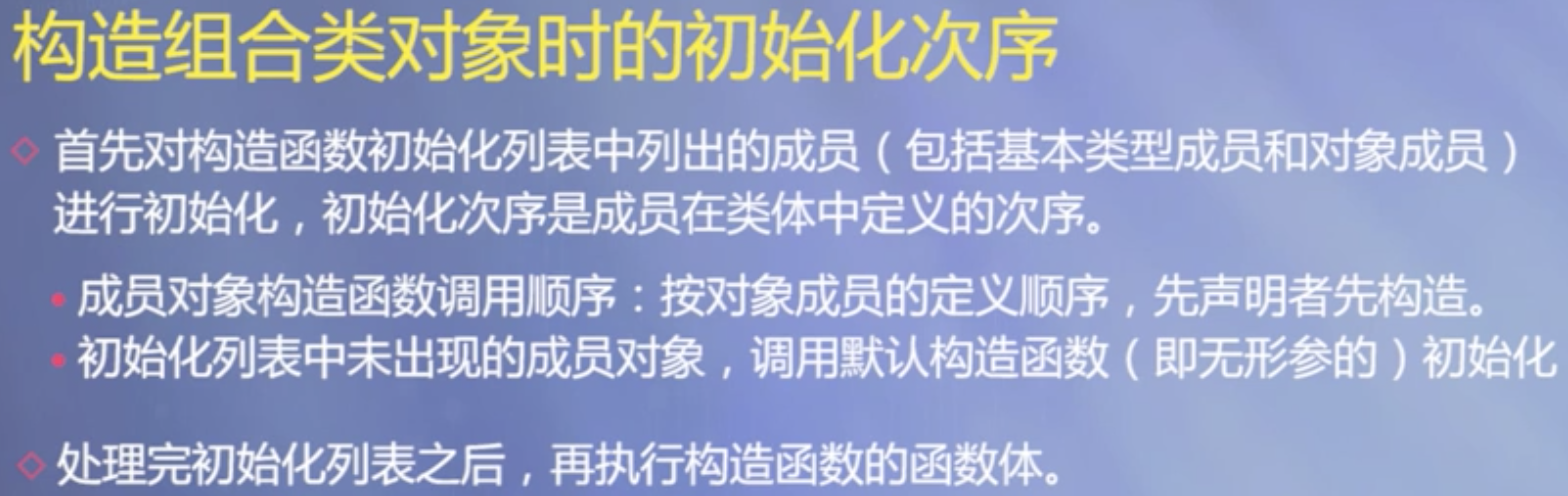 构造组合类对象时的初始化次序
首先对构造函数初始化列表中列出的成员（包括基本类型成员和对象成员）
进行初始化，初始化次序是成员在类体中定义的次序。
成员对象构造函数调用顺序：按对象成员的定义顺序，先声明者先构造。
初始化列表中未出现的成员对象，调用默认构造函数（即无形参的）初始化
处理完初始化列表之后，再执行构造函数的函数体。